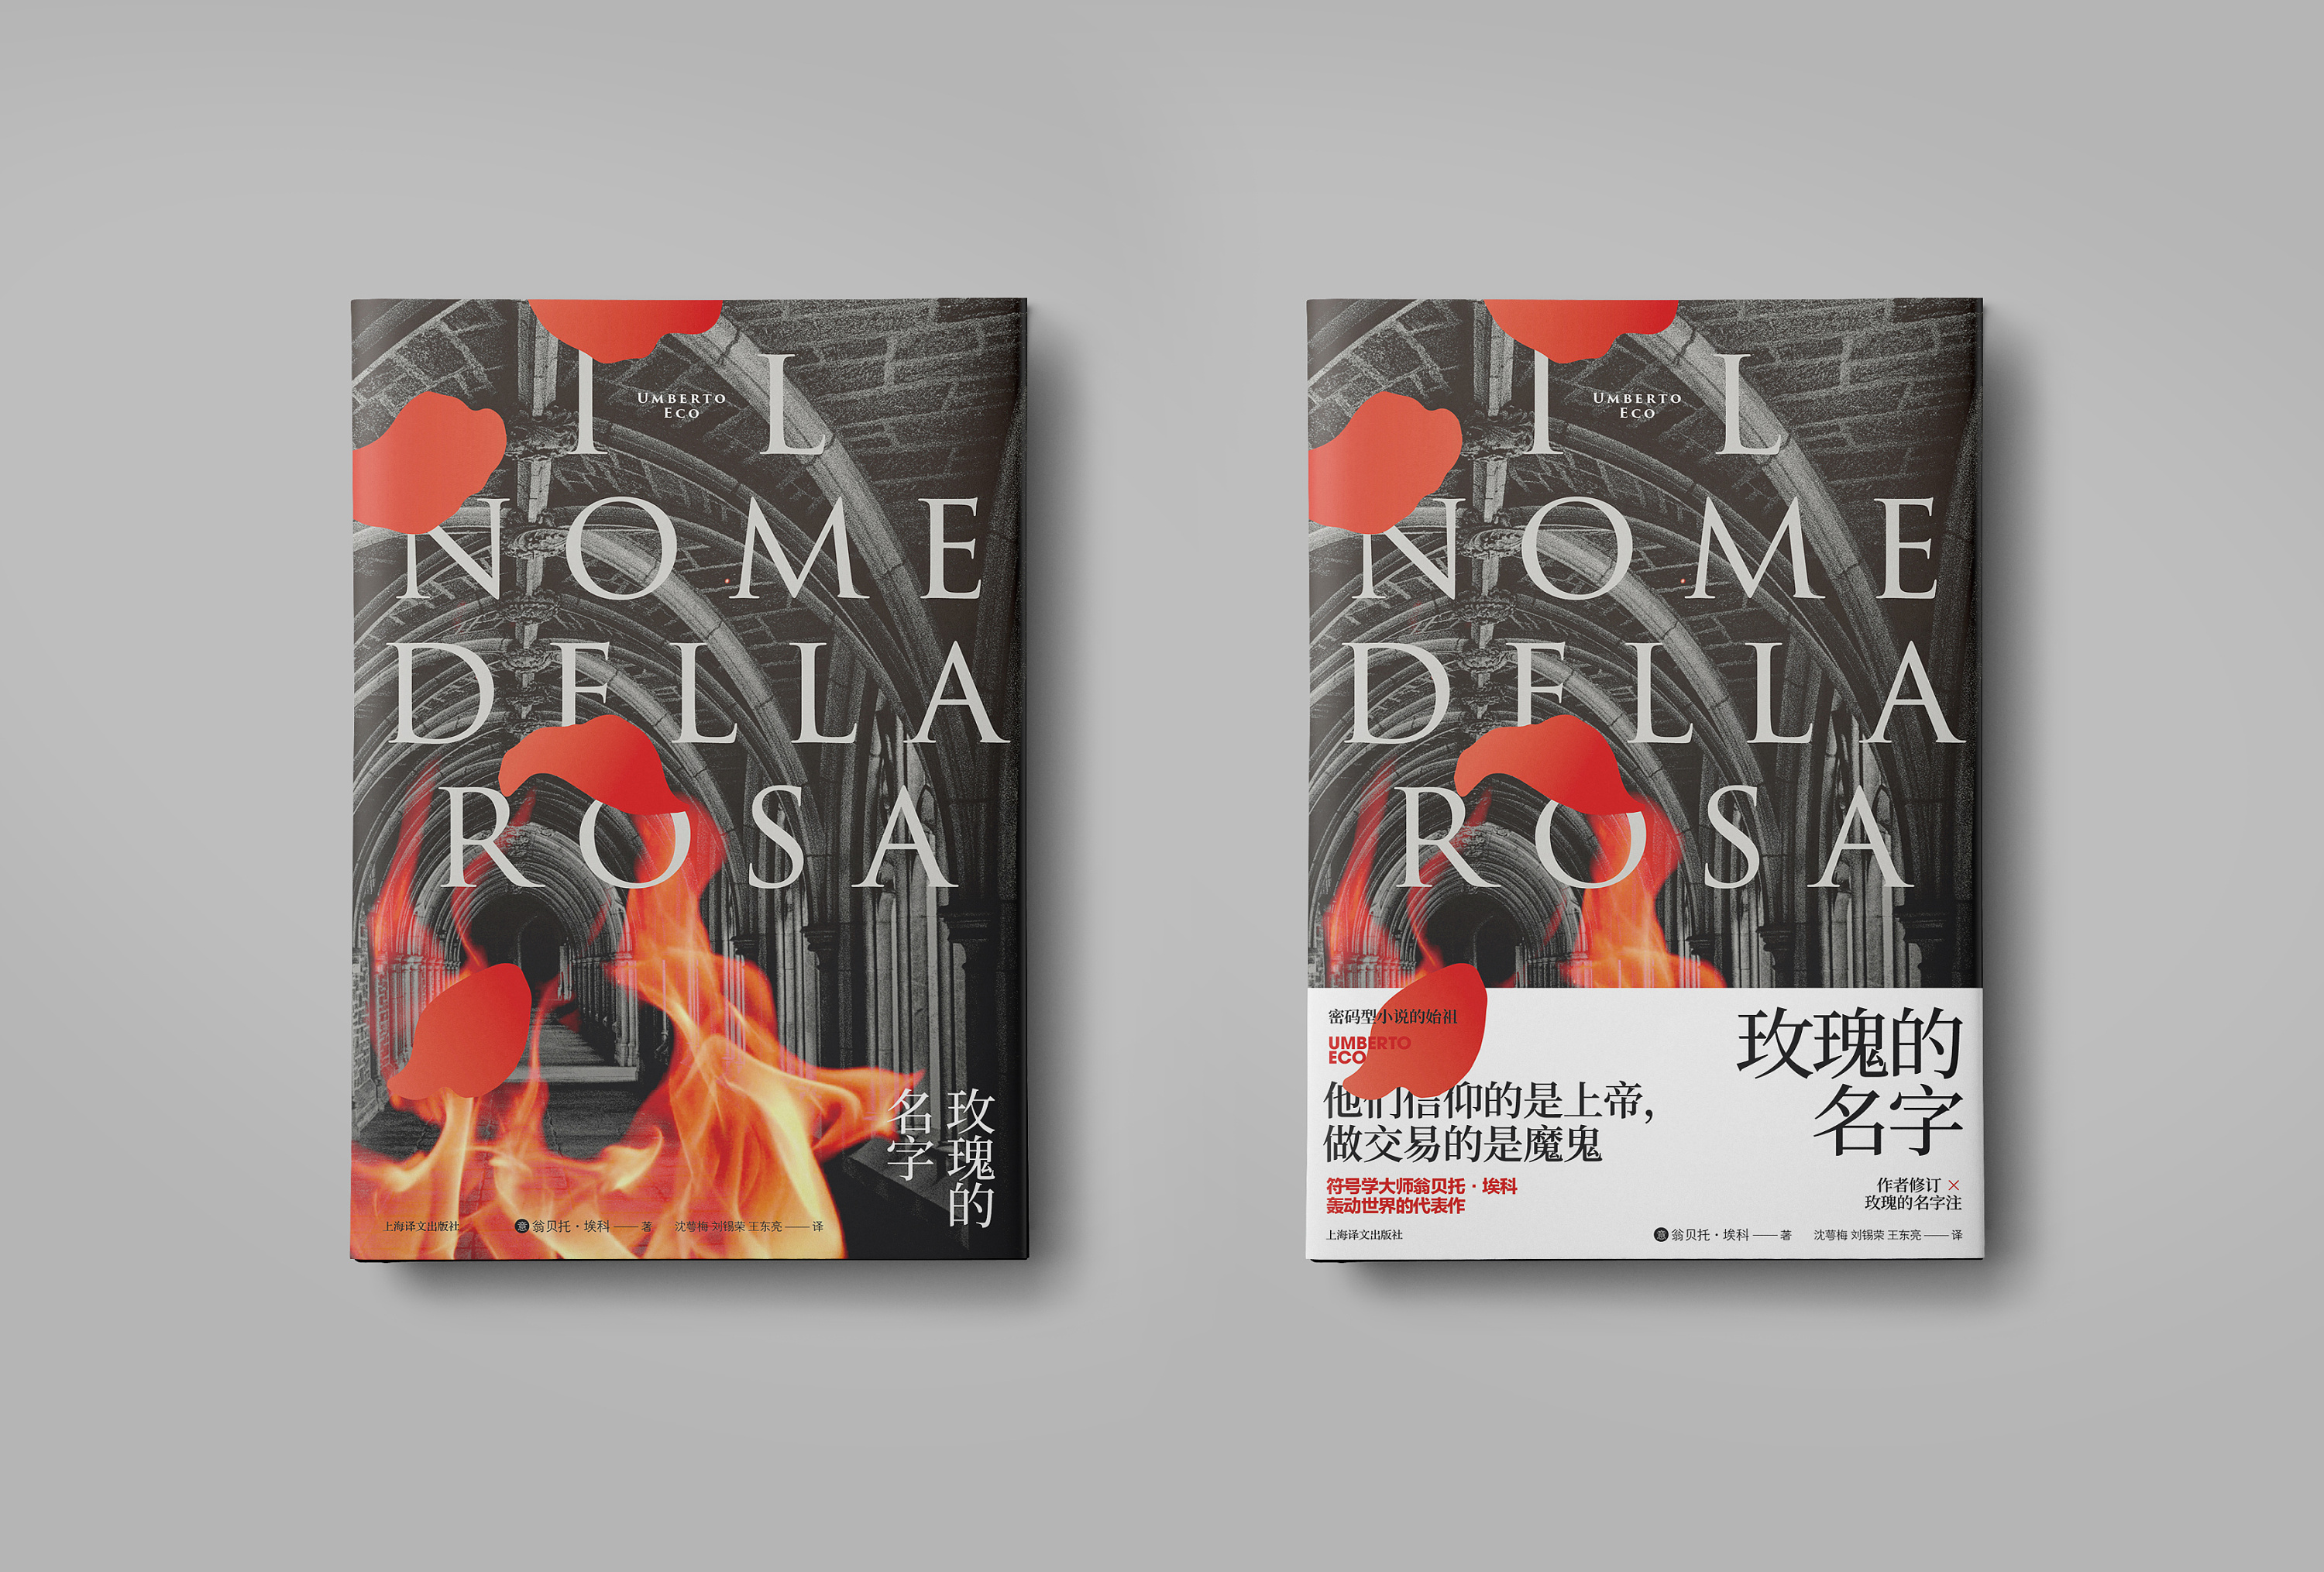 IL
UMBERTO
ECO
NOME
DELLA
ROSA
玫瑰的
名字
上海译文出版社
意 翁贝托·埃科——著
沈萼梅 刘锡荣 王东亮——译
IL
UMBERTO
ECO
NOME
DELLA
ROSA
密码型小说的始祖
UMBERTO
ECO
他们信仰的是上帝，
做交易的是魔鬼
符号学大师翁贝托·埃科
轰动世界的代表作
上海译文出版社
玫瑰的
名字
作者修订×
玫瑰的名字注
意 翁贝托·埃科——著
沈萼梅 刘锡荣 王东亮——译